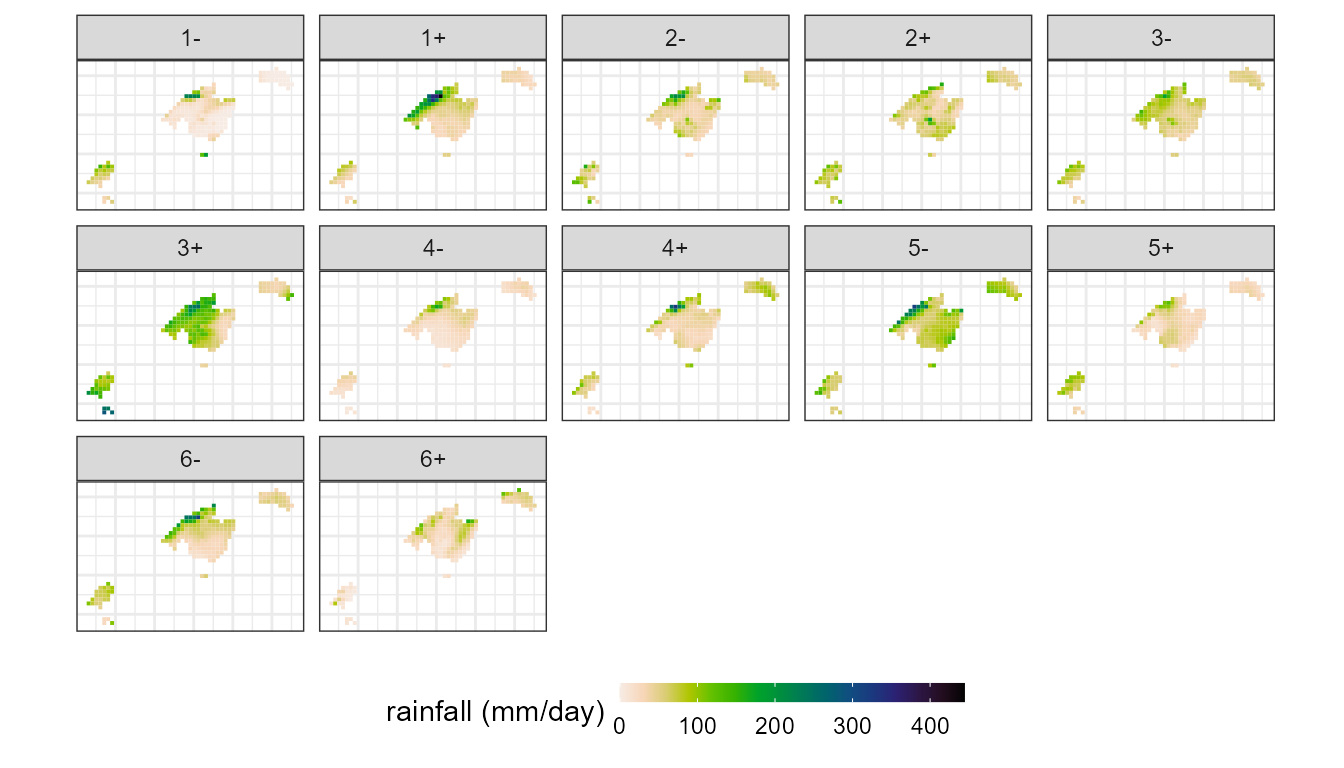 1- 1+ 2- 2+ 3-
3+ 4- 4+ 5- 5+
6- 6+
rainfall (mm/day)
0 100 200 300 400